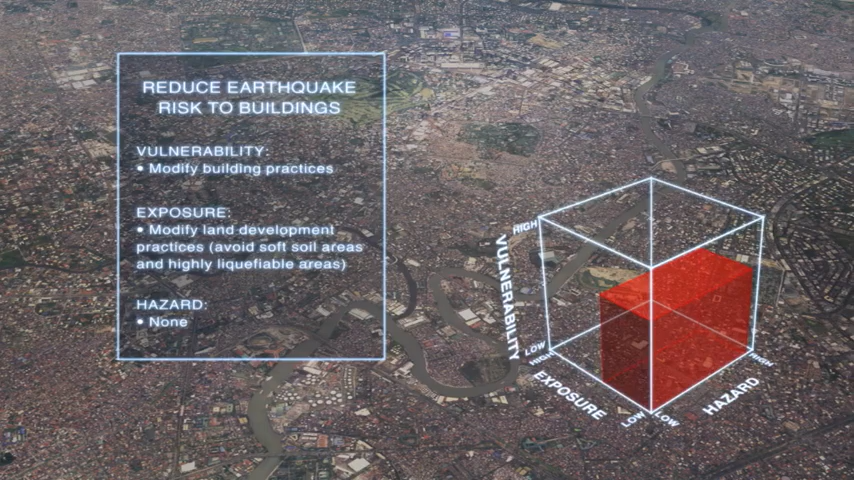 REDUCE EARTHQUAKE
RISK TO BUILDINGS
VULNERABILITY:
• Modify building practices
EXPOSURE:
• Modify land development
practices (avoid soft soil areas
and highly liquefiable areas)
HAZARD:
• None
HIGH
VULNERABILITY
LOW
HIGH
EXPOSURE
LOW
LOW
HAZARD
HIGH